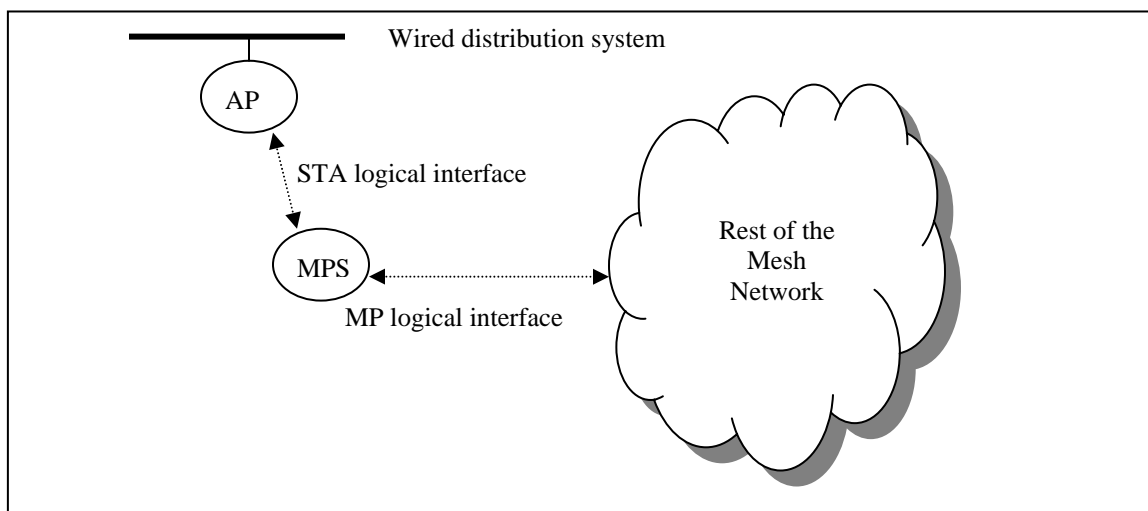 Wired distribution system
AP
STA logical interface
MPS
MP logical interface
Rest of the
Mesh
Network